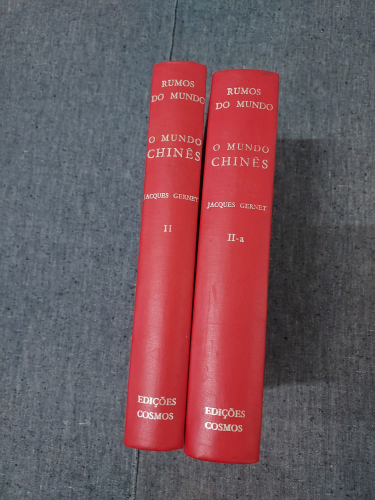 RUMOS
DO MUNDO
O MUNDO
CHINÊS
JACQUES GERNET
II
EDIÇÕES
COSMOS
RUMOS
DO MUNDO
O MUNDO
CHINÊS
JACQUES GERNET
II-a
EDIÇÕES
COSMOS